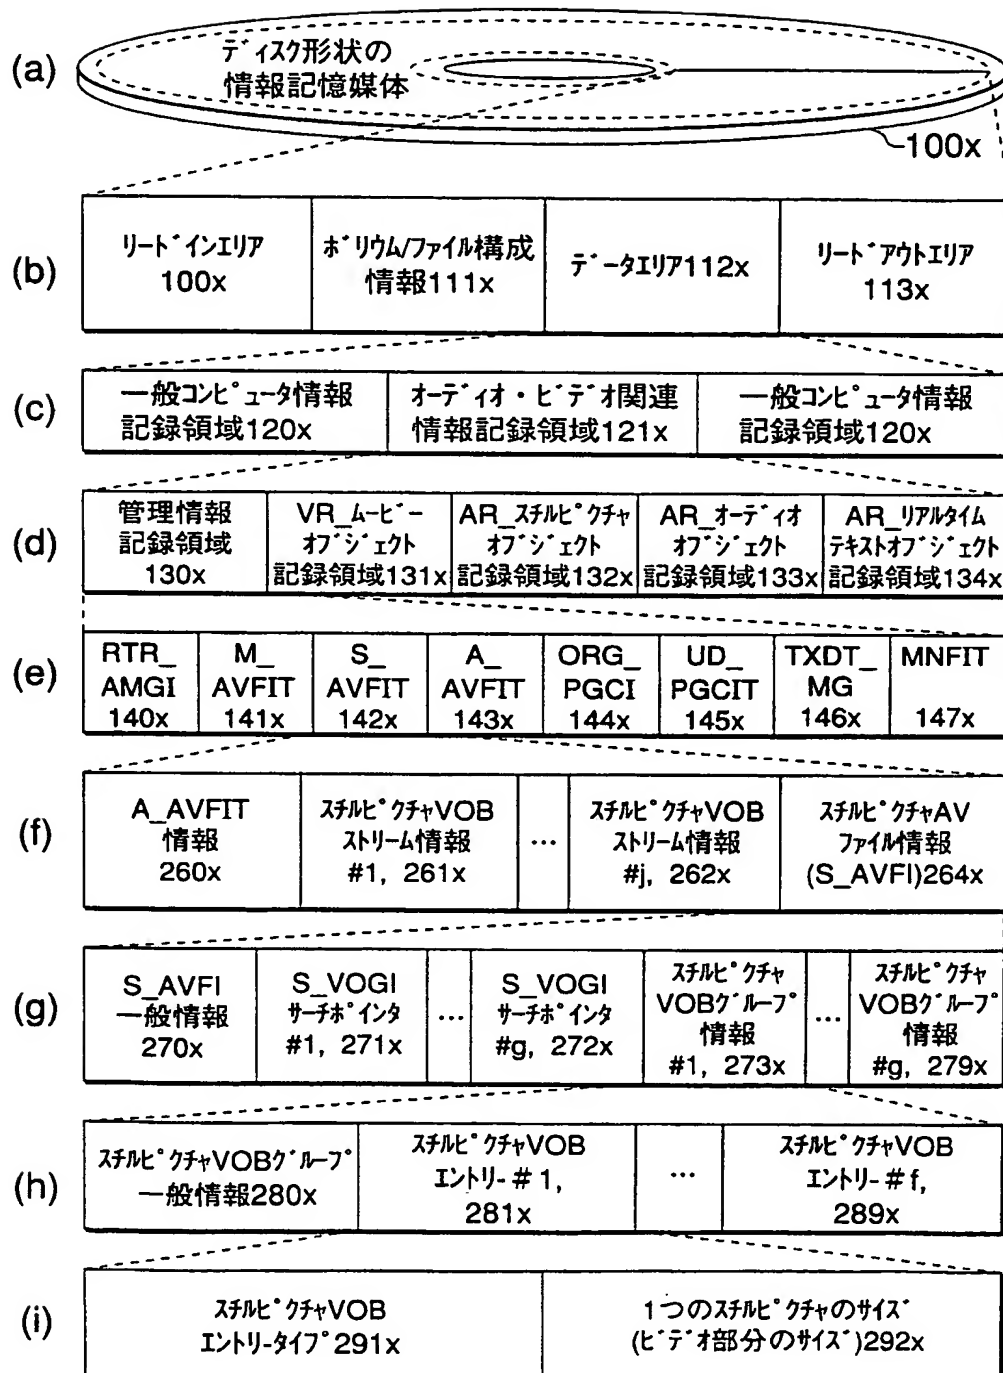 (a)
ディスク形状の
情報記憶媒体
100x
(b)
リードインエリア
100x
ボリウム/ファイル構成
情報111x
データエリア112x
リードアウトエリア
113x
(c)
一般コンピュータ情報
記録領域120x
オーディオ・ビデオ関連
情報記録領域121x
一般コンピュータ情報
記録領域120x
(d)
管理情報
記録領域
130x
VR_ムービー
オブジェクト
記録領域131x
AR_スチルピクチャ
オブジェクト
記録領域132x
AR_オーディオ
オブジェクト
記録領域133x
AR_リアルタイム
テキストオブジェクト
記録領域134x
(e)
RTR_
AMGI
140x
M_
AVFIT
141x
S_
AVFIT
142x
A_
AVFIT
143x
ORG_
PGCI
144x
UD_
PGCIT
145x
TXDT_
MG
146x
MNFIT
147x
(f)
A_AVFIT
情報
260x
スチルピクチャVOB
ストリーム情報
#1, 261x
...
スチルピクチャVOB
ストリーム情報
#j, 262x
スチルピクチャAV
ファイル情報
(S_AVFI)264x
(g)
S_AVFI
一般情報
270x
S_VOGI
サーチポインタ
#1, 271x
...
S_VOGI
サーチポインタ
#g, 272x
スチルピクチャ
VOBグループ
情報
#1, 273x
...
スチルピクチャ
VOBグループ
情報
#g, 279x
(h)
スチルピクチャVOBグループ
一般情報280x
スチルピクチャVOB
エントリー#1,
281x
...
スチルピクチャVOB
エントリー#f,
289x
(i)
スチルピクチャVOB
エントリータイプ291x
1つのスチルピクチャのサイズ
(ビデオ部分のサイズ)292x